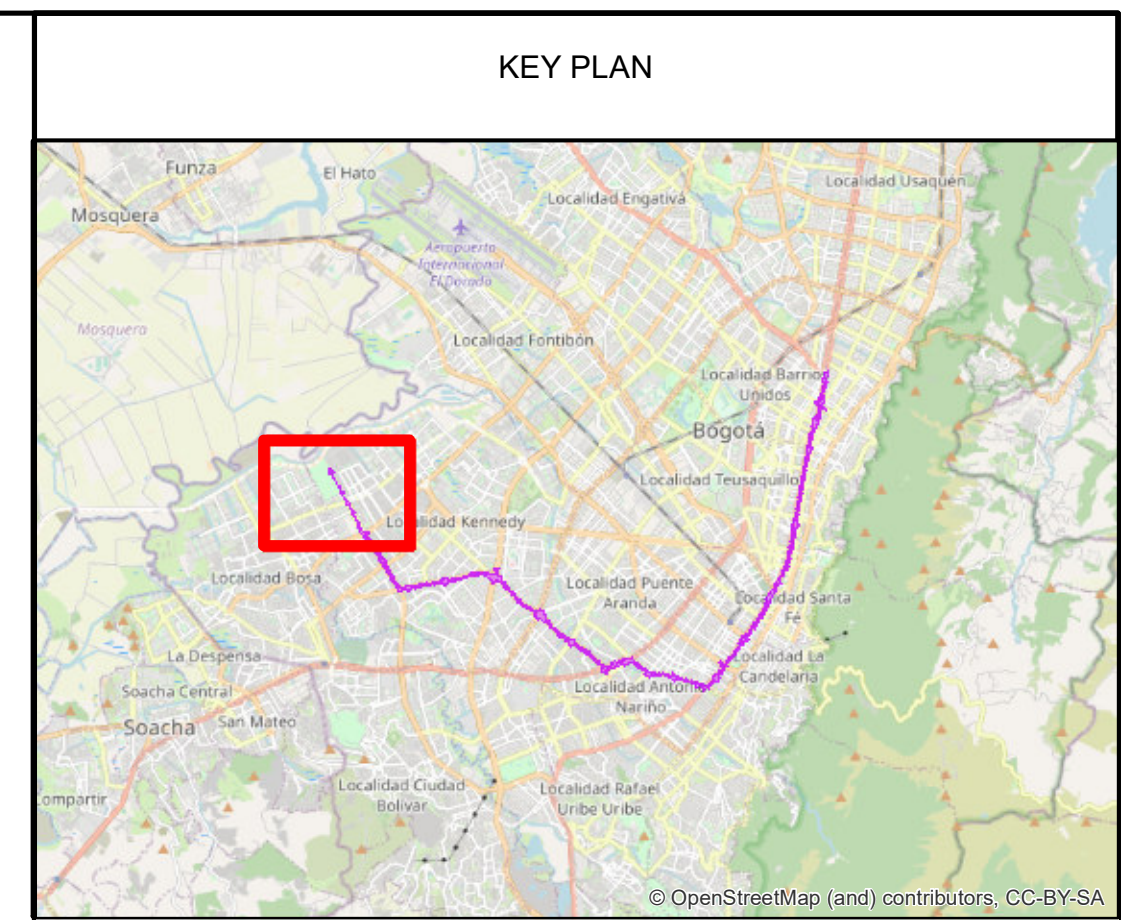 KEY PLAN
Funza
El Hato
Localidad Usaquén
Localidad Engativá
Mosquera
Aeropuerto
Internacional
El Dorado
Mosquera
Localidad Fontibón
Localidad Barrios
Unidos
Bogotá
Localidad Teusaquillo
Localidad Kennedy
Localidad Bosa
Localidad Puente
Aranda
Localidad Santa
Fé
La Despensa
Localidad La
Candelaria
Soacha Central
Localidad Antonio
Nariño
Soacha
San Mateo
Localidad Ciudad
Bolívar
Localidad Rafael
Uribe Uribe
ompartir
© OpenStreetMap (and) contributors, CC-BY-SA